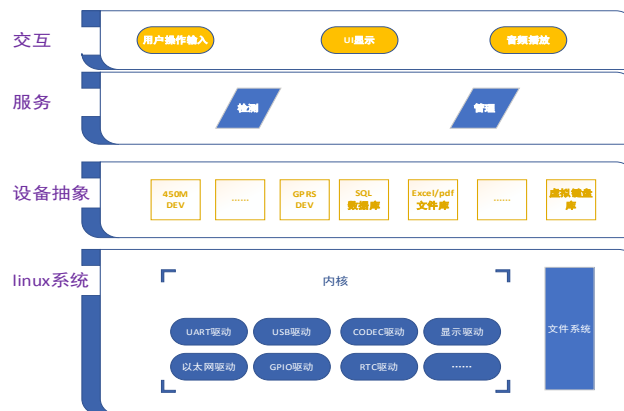 交互
用户操作输入
UI显示
音频播放
服务
检测
管理
设备抽象
450M
DEV
......
GPRS
DEV
SQL
数据库
Excel/pdf
文件库
......
虚拟键盘
库
linux系统
内核
文件系统
UART驱动
USB驱动
CODEC驱动
显示驱动
以太网驱动
GPIO驱动
RTC驱动
......